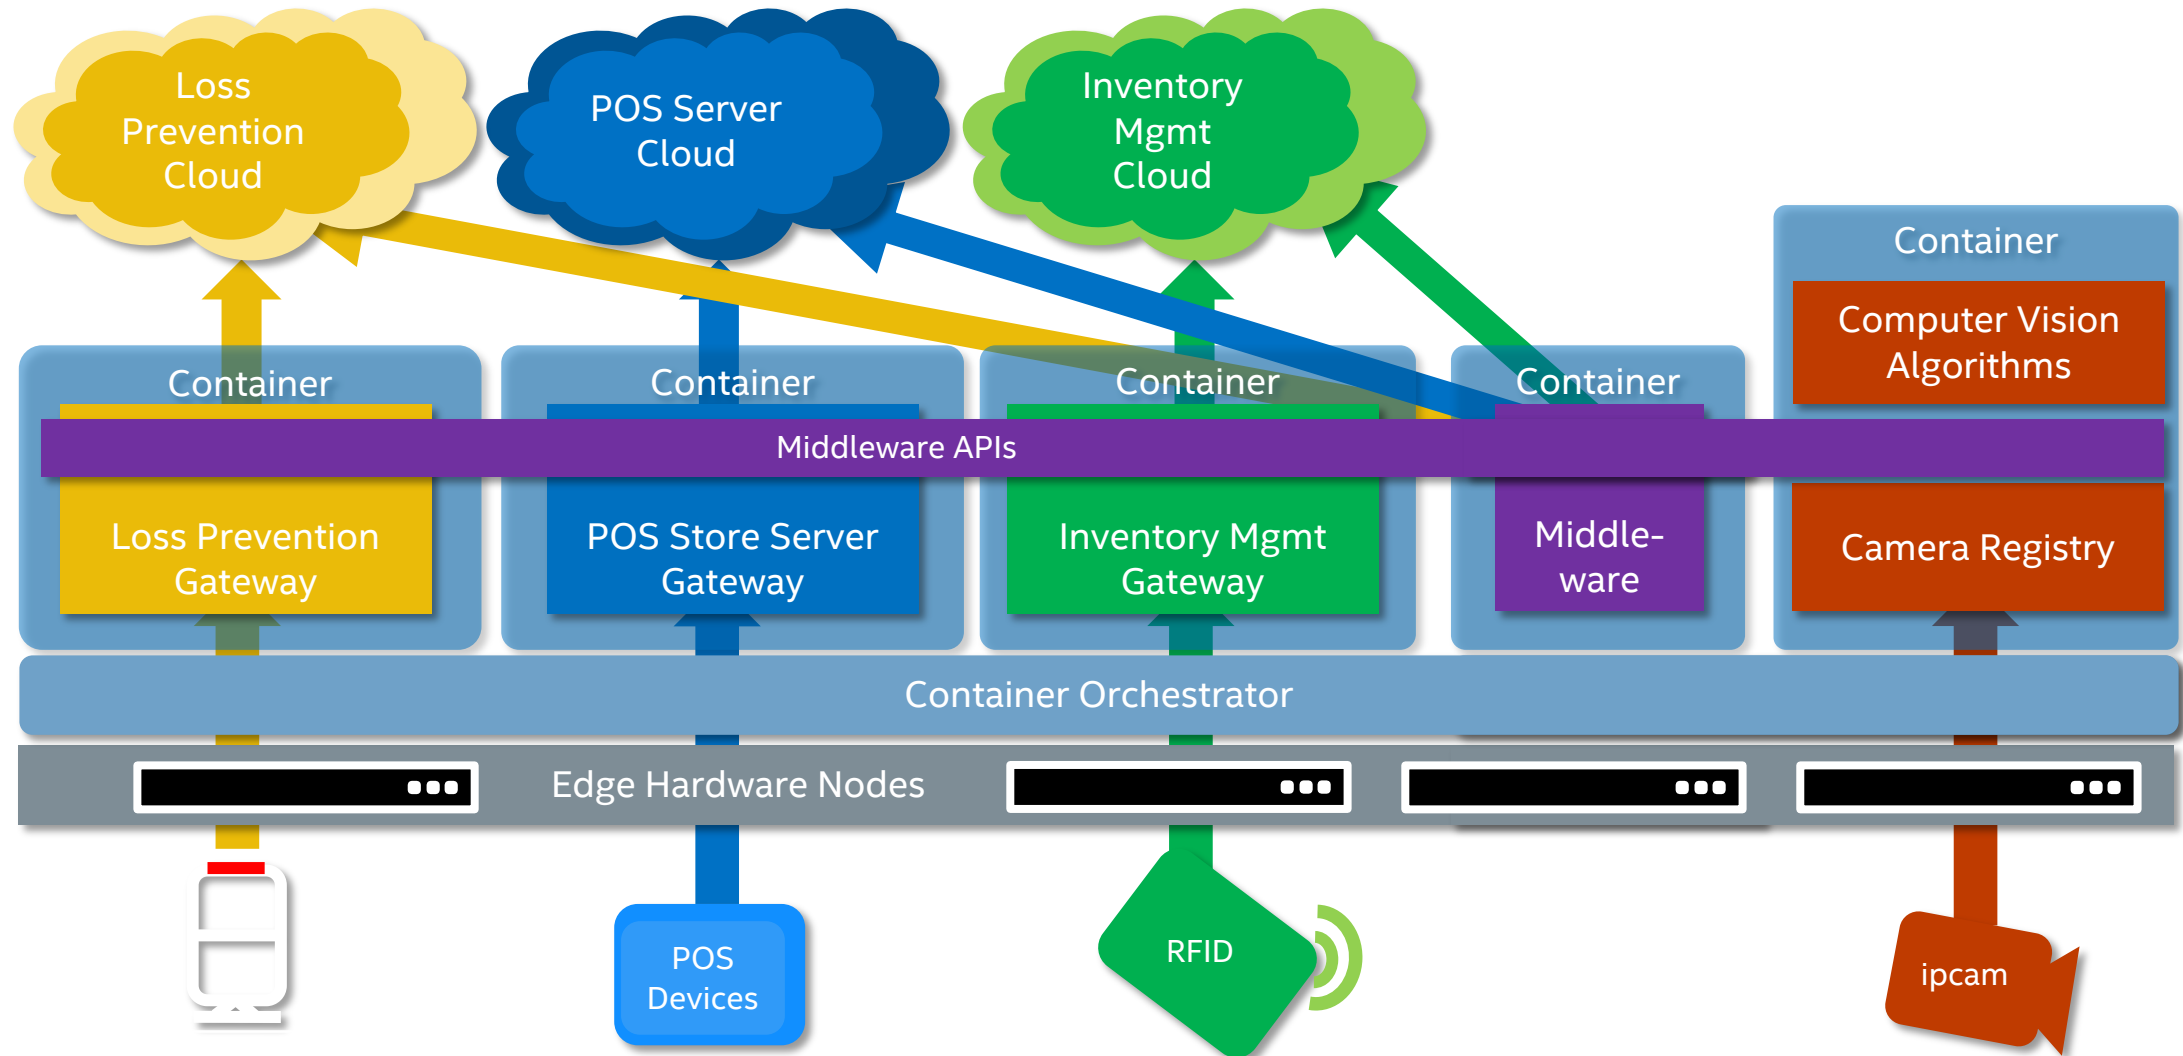 Loss
Prevention
Cloud
POS Server
Cloud
Inventory
Mgmt
Cloud
Container
Computer Vision
Algorithms
Container
Container
Container
Container
Middleware APIs
Loss Prevention
Gateway
POS Store Server
Gateway
Inventory Mgmt
Gateway
Middle-
ware
Camera Registry
Container Orchestrator
Edge Hardware Nodes
POS
Devices
RFID
ipcam